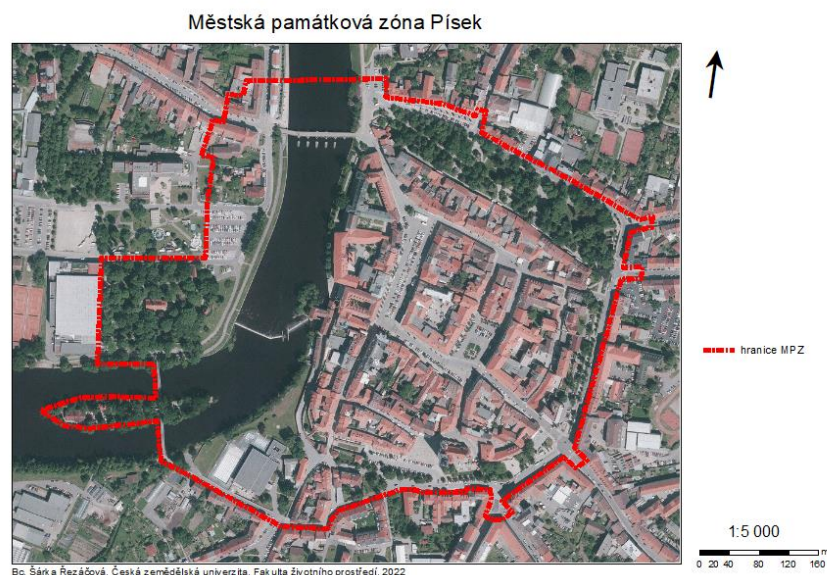 Městská památková zóna Písek
hranice MPZ
1:5 000
m
0 20 40 80 120 160
Bc. Šárka Řezáčová, Česká zemědělská univerzita, Fakulta životního prostředí, 2022